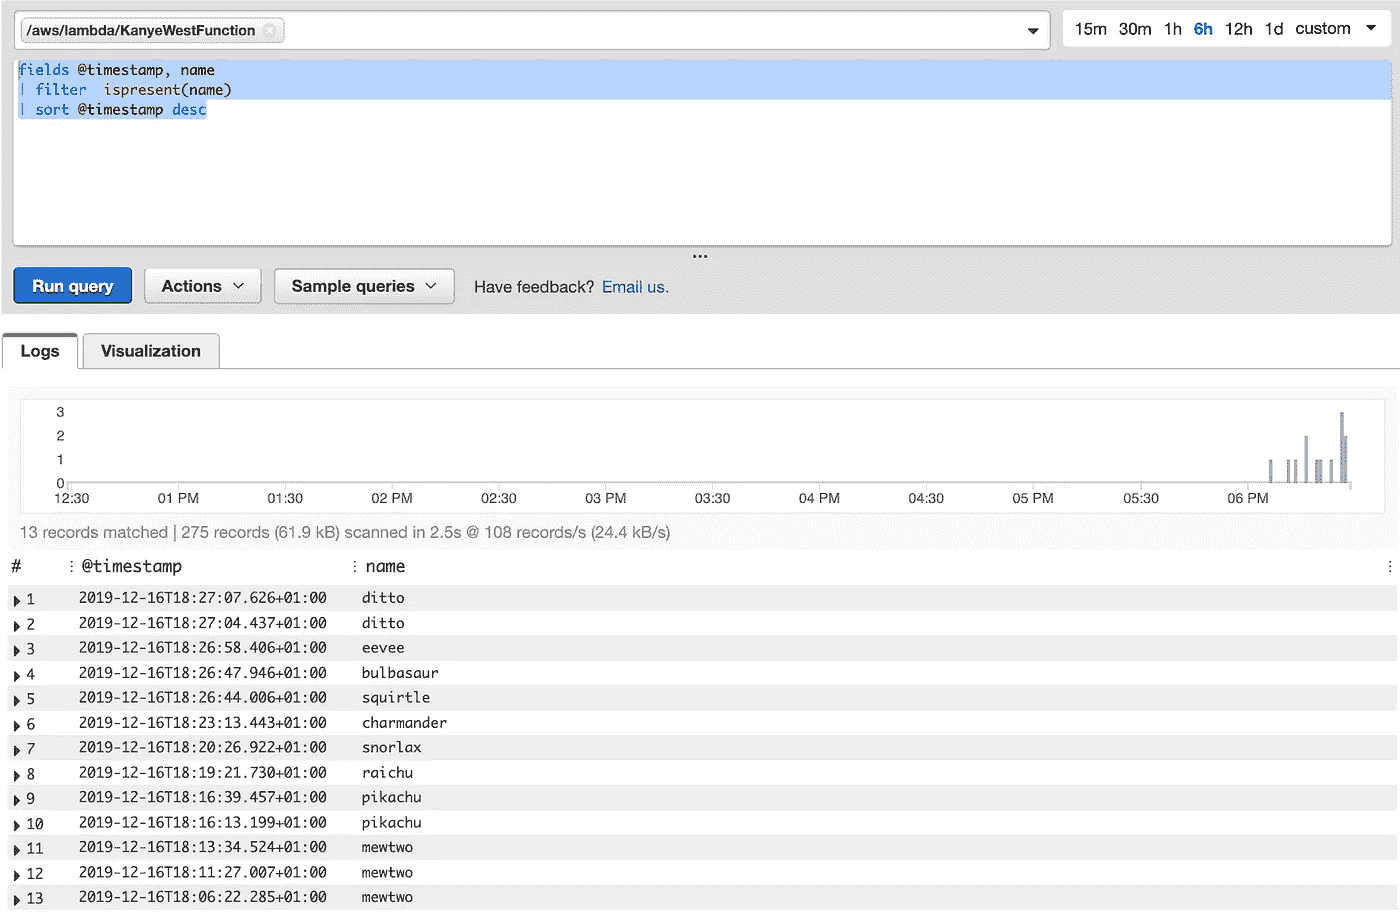 /aws/lambda/KanyeWestFunction
15m 30m 1h 6h 12h 1d custom
fields @timestamp, name
| filter ispresent(name)
| sort @timestamp desc
Run query Actions Sample queries Have feedback? Email us.
Logs Visualization
3
2
1
0
12:30 01 PM 01:30 02 PM 02:30 03 PM 03:30 04 PM 04:30 05 PM 05:30 06 PM
13 records matched | 275 records (61.9 kB) scanned in 2.5s @ 108 records/s (24.4 kB/s)
# @timestamp name
1 2019-12-16T18:27:07.626+01:00 ditto
2 2019-12-16T18:27:04.437+01:00 ditto
3 2019-12-16T18:26:58.406+01:00 eevee
4 2019-12-16T18:26:47.946+01:00 bulbasaur
5 2019-12-16T18:26:44.006+01:00 squirtle
6 2019-12-16T18:23:13.443+01:00 charmander
7 2019-12-16T18:20:26.922+01:00 snorlax
8 2019-12-16T18:19:21.730+01:00 raichu
9 2019-12-16T18:16:39.457+01:00 pikachu
10 2019-12-16T18:16:13.199+01:00 pikachu
11 2019-12-16T18:13:34.524+01:00 mewtwo
12 2019-12-16T18:11:27.007+01:00 mewtwo
13 2019-12-16T18:06:22.285+01:00 mewtwo